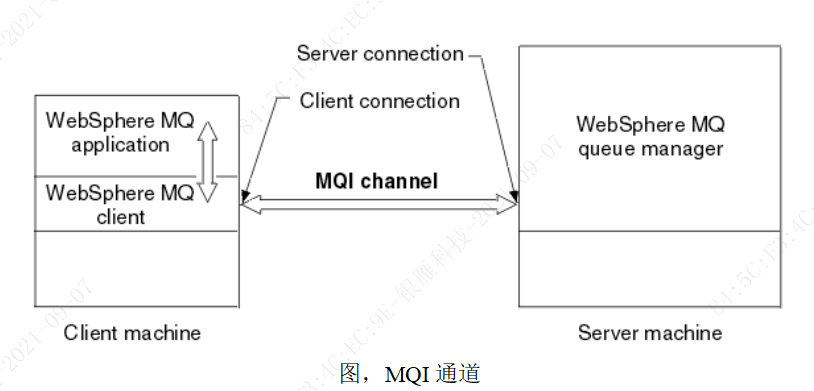 Server connection
Client connection
WebSphere MQ
application
WebSphere MQ
client
MQI channel
WebSphere MQ
queue manager
Client machine
Server machine
图，MQI 通道